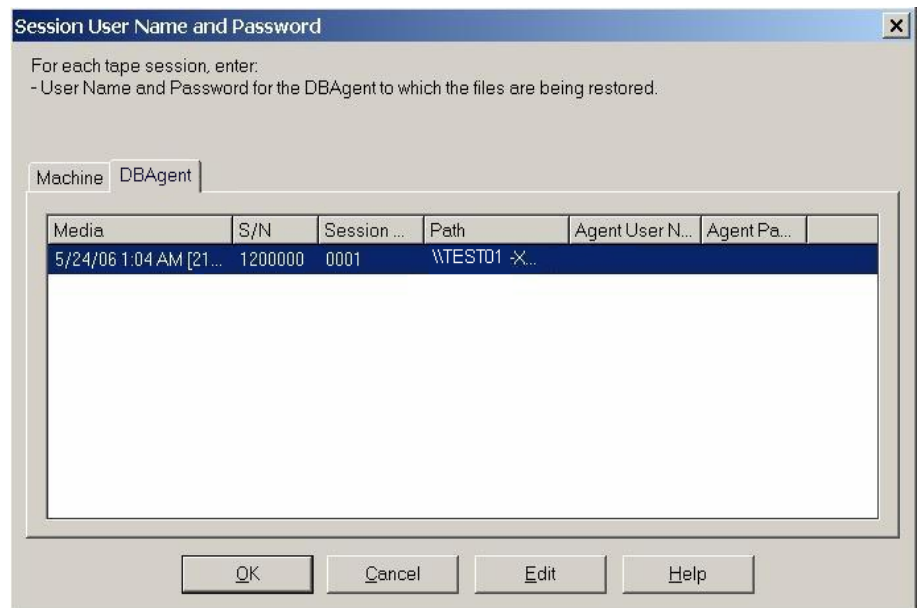 Session User Name and Password
For each tape session, enter:
- User Name and Password for the DBAgent to which the files are being restored.
Machine DBAgent
Media S/N Session ... Path Agent User N... Agent Pa...
5/24/06 1:04 AM [21... 1200000 0001 \\TEST01 -X...
OK Cancel Edit Help